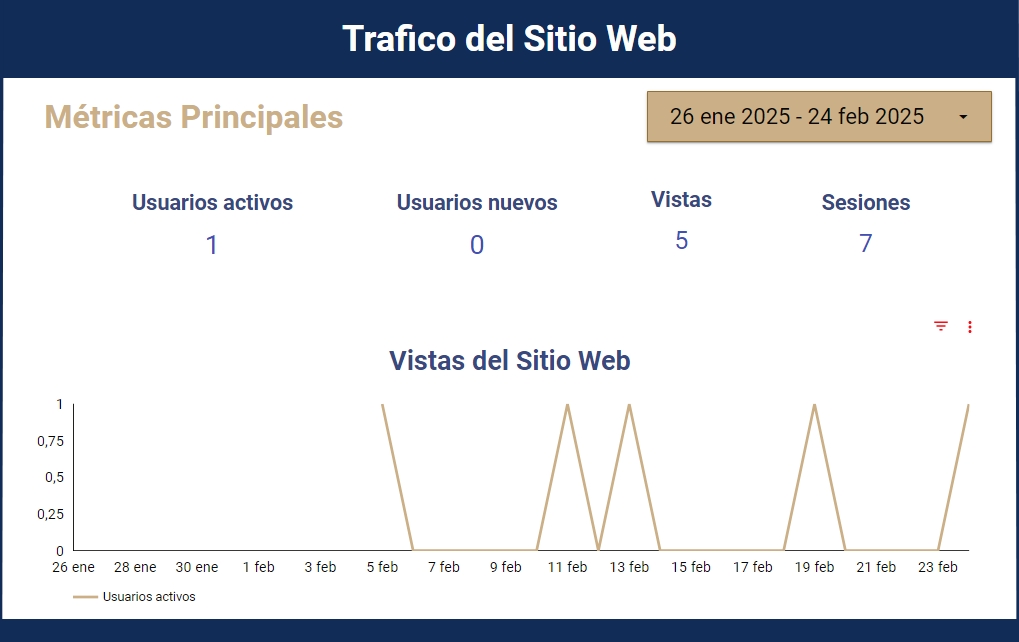 Trafico del Sitio Web
Métricas Principales
26 ene 2025 - 24 feb 2025
Usuarios activos
1
Usuarios nuevos
0
Vistas
5
Sesiones
7
Vistas del Sitio Web
1
0,75
0,5
0,25
0
26 ene 28 ene 30 ene 1 feb 3 feb 5 feb 7 feb 9 feb 11 feb 13 feb 15 feb 17 feb 19 feb 21 feb 23 feb
Usuarios activos